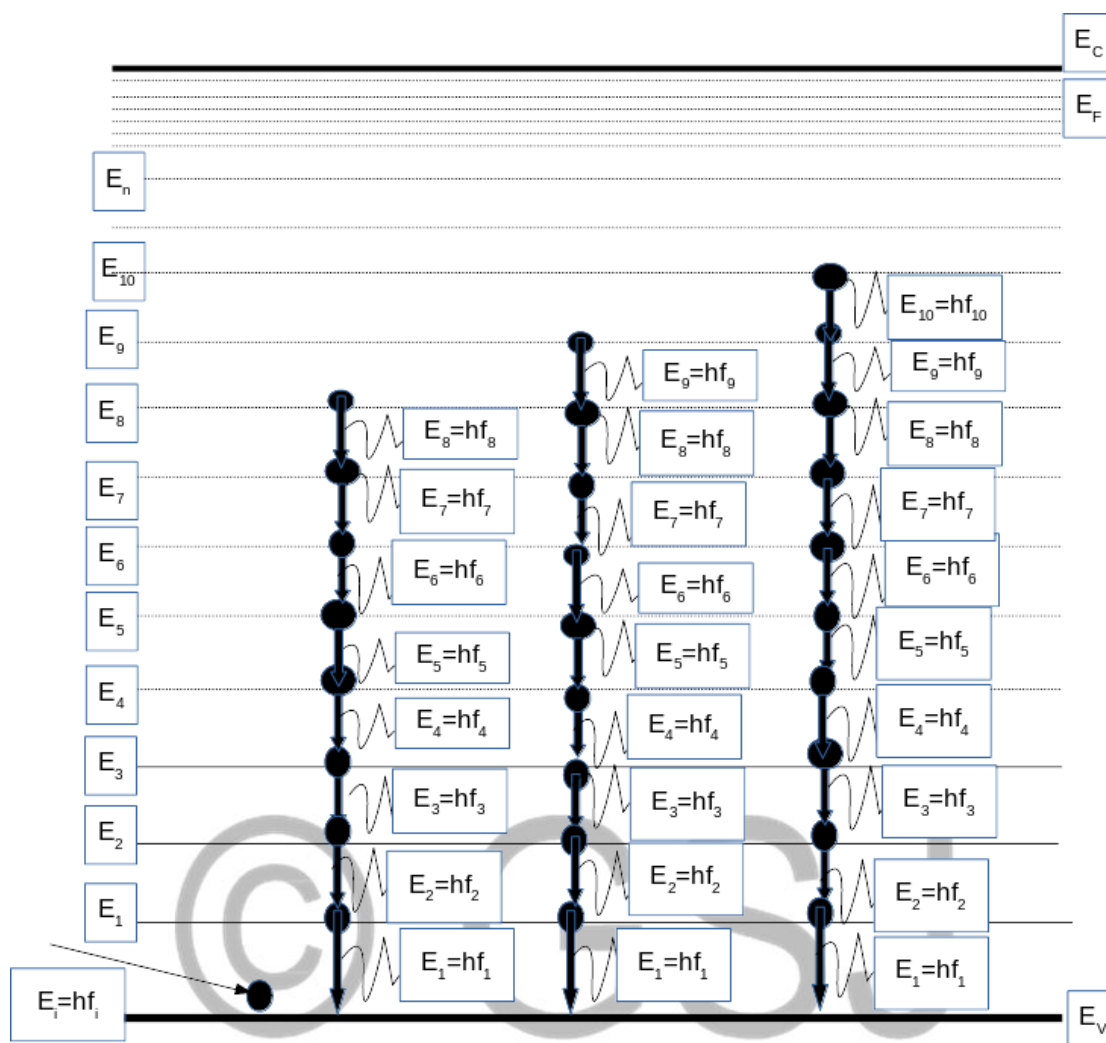 E_C
E_F
E_n
E_10
E_9
E_8
E_7
E_6
E_5
E_4
E_3
E_2
E_1
E_i=hf_i
E_8=hf_8
E_7=hf_7
E_6=hf_6
E_5=hf_5
E_4=hf_4
E_3=hf_3
E_2=hf_2
E_1=hf_1
E_9=hf_9
E_8=hf_8
E_7=hf_7
E_6=hf_6
E_5=hf_5
E_4=hf_4
E_3=hf_3
E_2=hf_2
E_1=hf_1
E_10=hf_10
E_9=hf_9
E_8=hf_8
E_7=hf_7
E_6=hf_6
E_5=hf_5
E_4=hf_4
E_3=hf_3
E_2=hf_2
E_1=hf_1
E_V
© GSJ